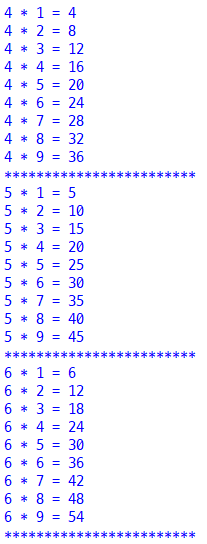 4 * 1 = 4
4 * 2 = 8
4 * 3 = 12
4 * 4 = 16
4 * 5 = 20
4 * 6 = 24
4 * 7 = 28
4 * 8 = 32
4 * 9 = 36
************************
5 * 1 = 5
5 * 2 = 10
5 * 3 = 15
5 * 4 = 20
5 * 5 = 25
5 * 6 = 30
5 * 7 = 35
5 * 8 = 40
5 * 9 = 45
************************
6 * 1 = 6
6 * 2 = 12
6 * 3 = 18
6 * 4 = 24
6 * 5 = 30
6 * 6 = 36
6 * 7 = 42
6 * 8 = 48
6 * 9 = 54
************************